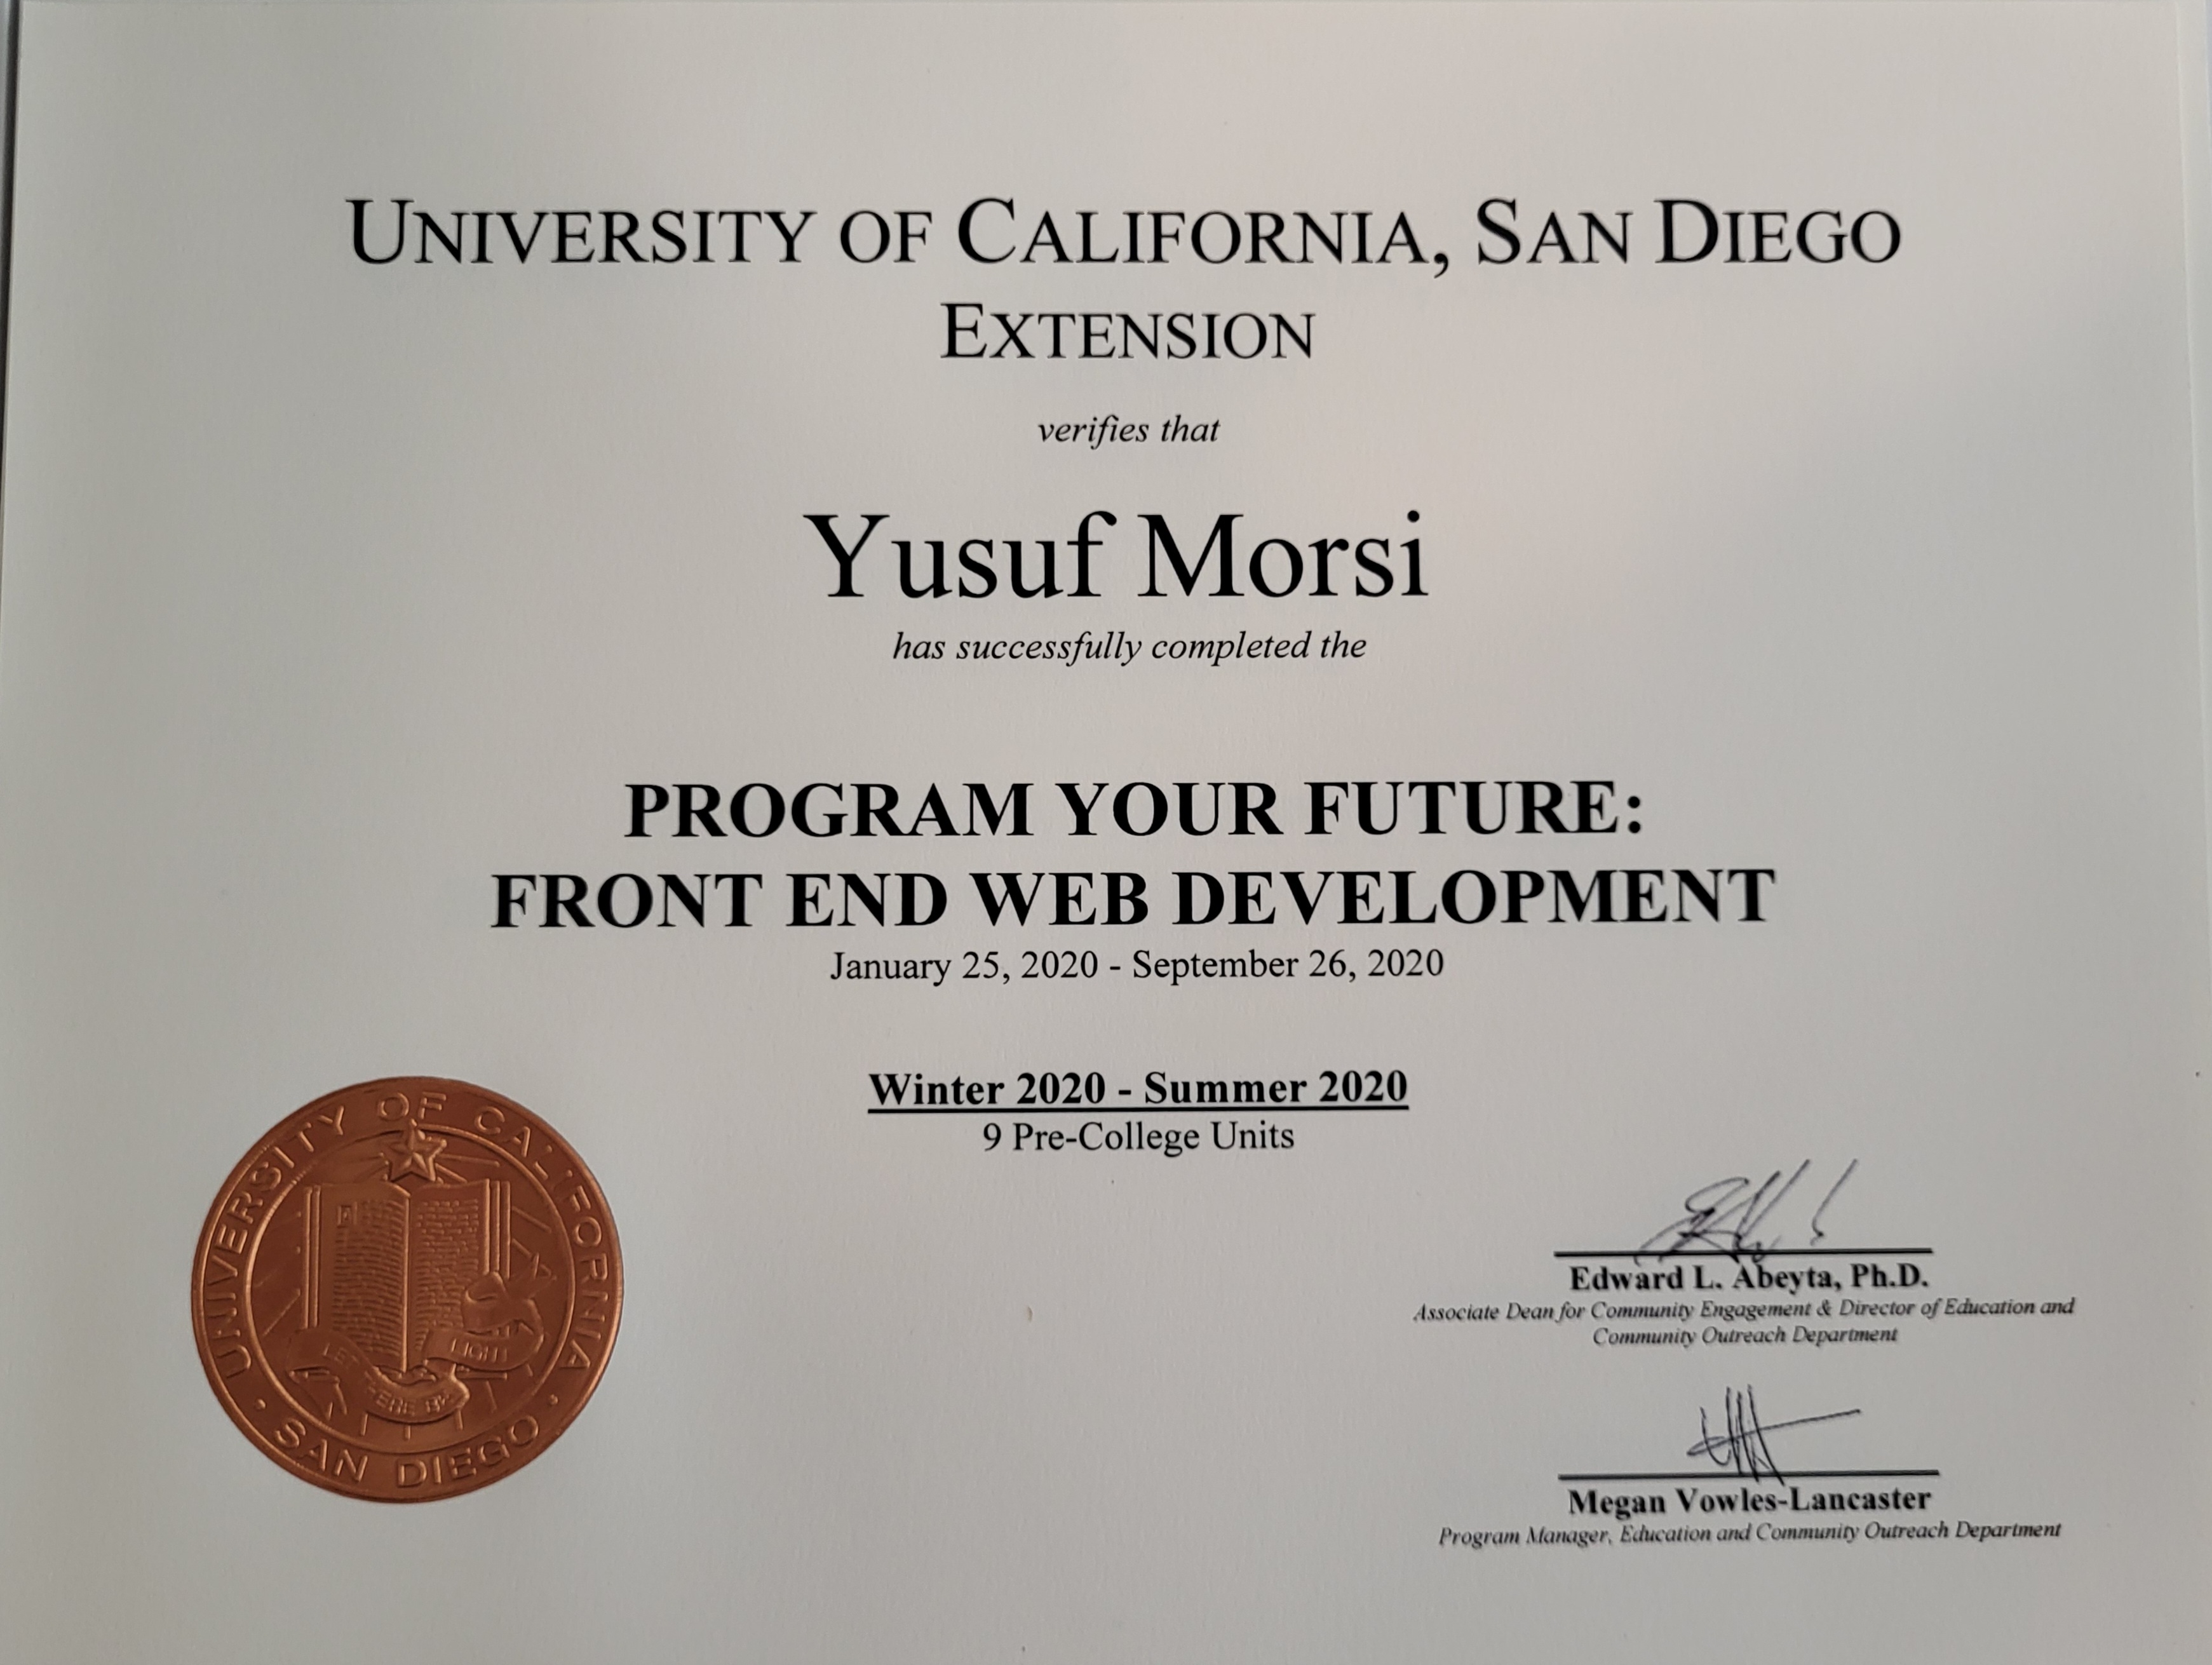 UNIVERSITY OF CALIFORNIA, SAN DIEGO
EXTENSION
verifies that
Yusuf Morsi
has successfully completed the
PROGRAM YOUR FUTURE:
FRONT END WEB DEVELOPMENT
January 25, 2020 - September 26, 2020
Winter 2020 - Summer 2020
9 Pre-College Units
UNIVERSITY OF CALIFORNIA
LET THERE BE LIGHT
· SAN DIEGO ·
Edward L. Abeyta, Ph.D.
Associate Dean for Community Engagement & Director of Education and
Community Outreach Department
Megan Vowles-Lancaster
Program Manager, Education and Community Outreach Department